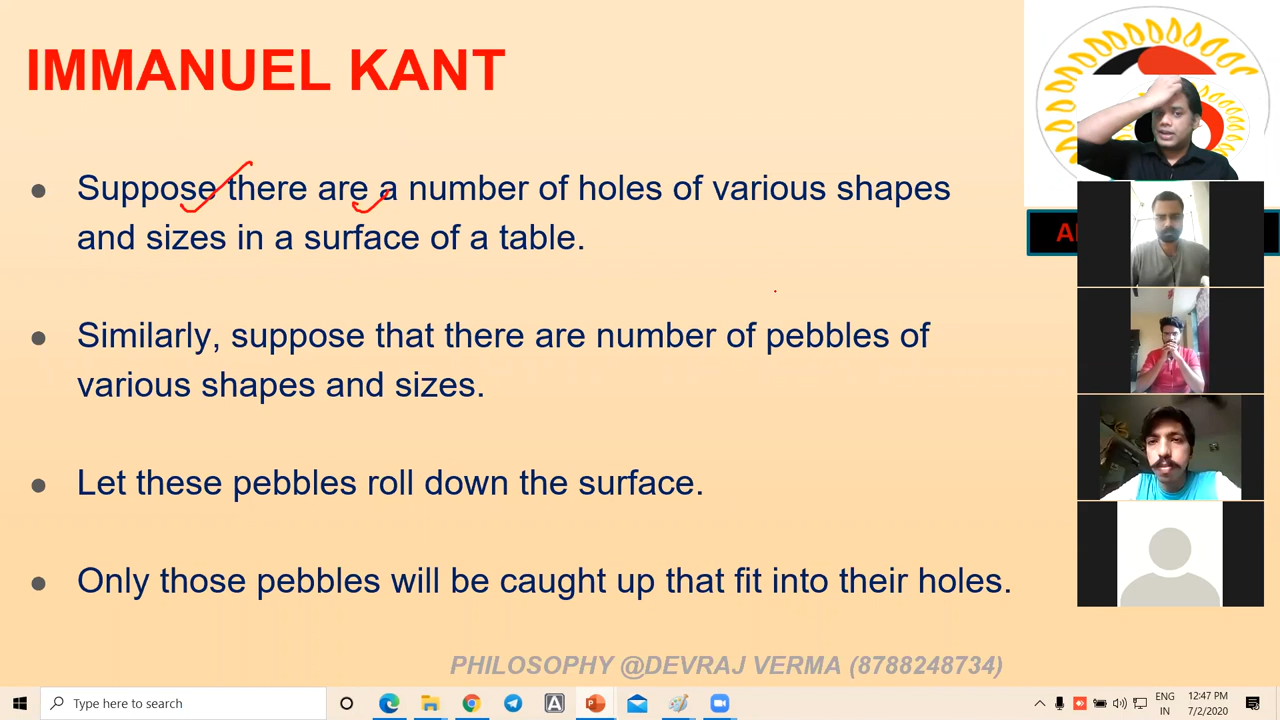 IMMANUEL KANT
● Suppose there are a number of holes of various shapes
and sizes in a surface of a table.
● Similarly, suppose that there are number of pebbles of
various shapes and sizes.
● Let these pebbles roll down the surface.
● Only those pebbles will be caught up that fit into their holes.
PHILOSOPHY @DEVRAJ VERMA (8788248734)
Type here to search
ENG
IN
12:47 PM
7/2/2020